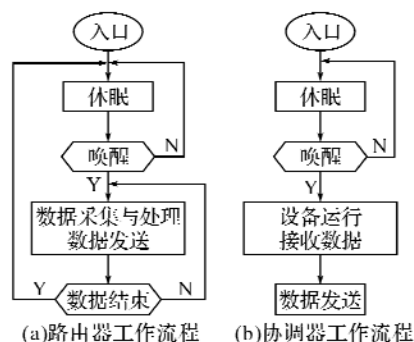 入口
休眠
唤醒
N
Y
数据采集与处理
数据发送
Y
数据结束
N
(a)路由器工作流程
入口
休眠
唤醒
N
Y
设备运行
接收数据
数据发送
(b)协调器工作流程